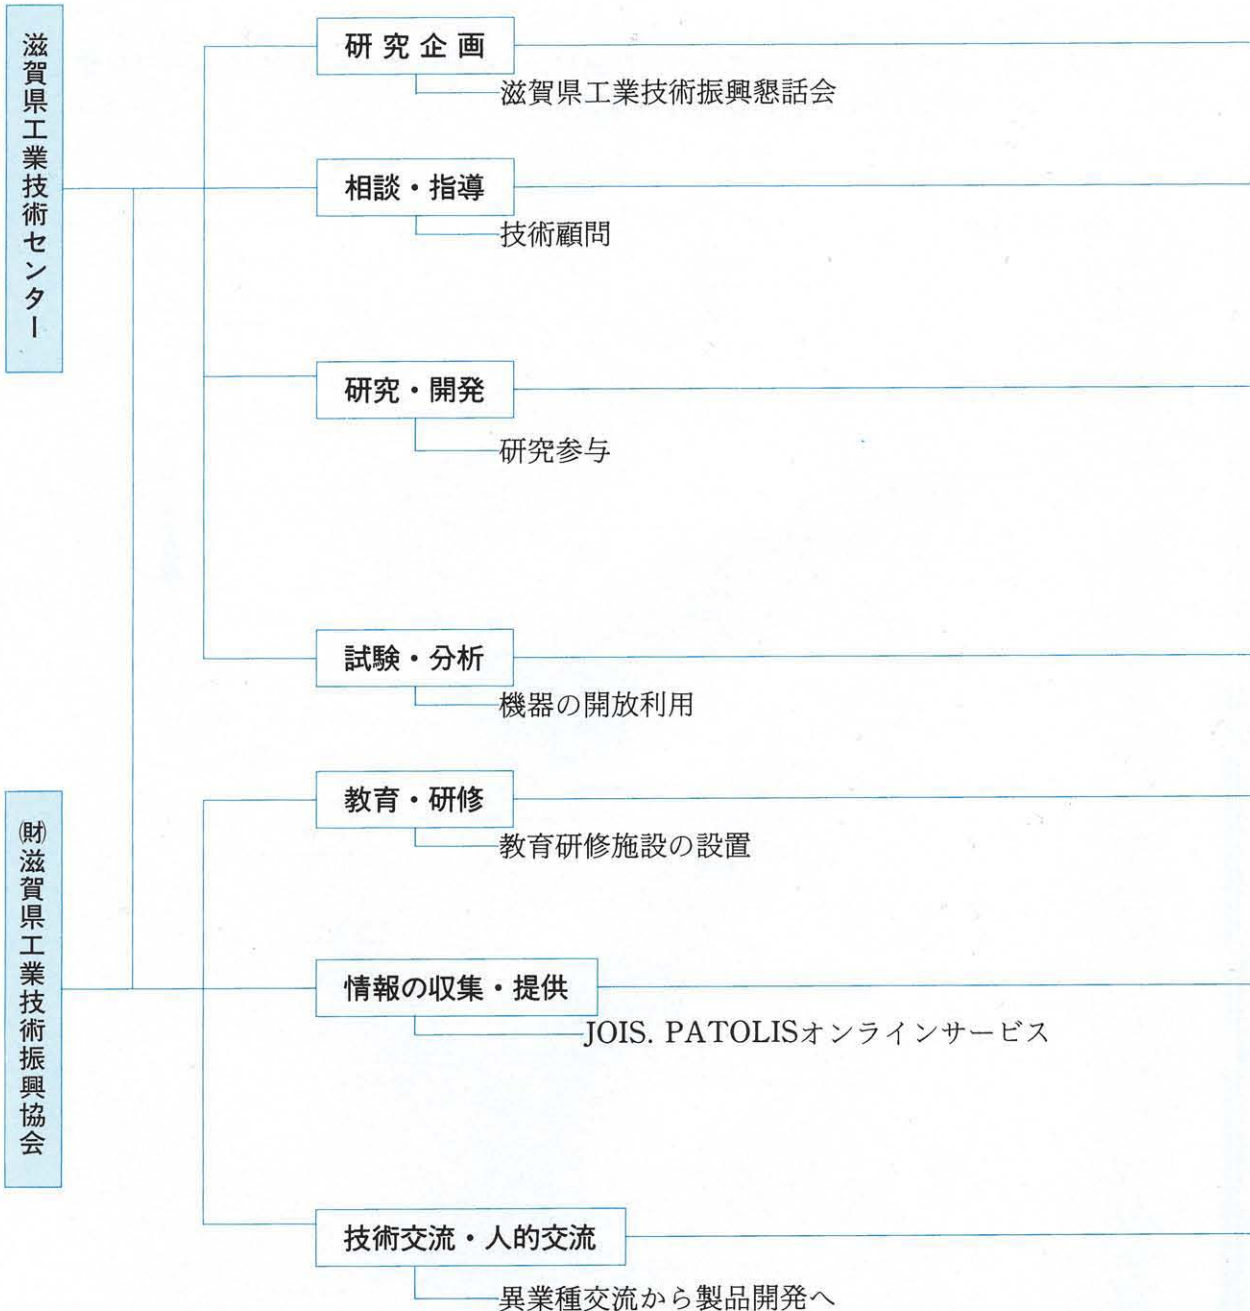 滋賀県工業技術センター
研究企画
滋賀県工業技術振興懇話会
相談・指導
技術顧問
研究・開発
研究参与
試験・分析
機器の開放利用
㈶滋賀県工業技術振興協会
教育・研修
教育研修施設の設置
情報の収集・提供
JOIS. PATOLISオンラインサービス
技術交流・人的交流
異業種交流から製品開発へ